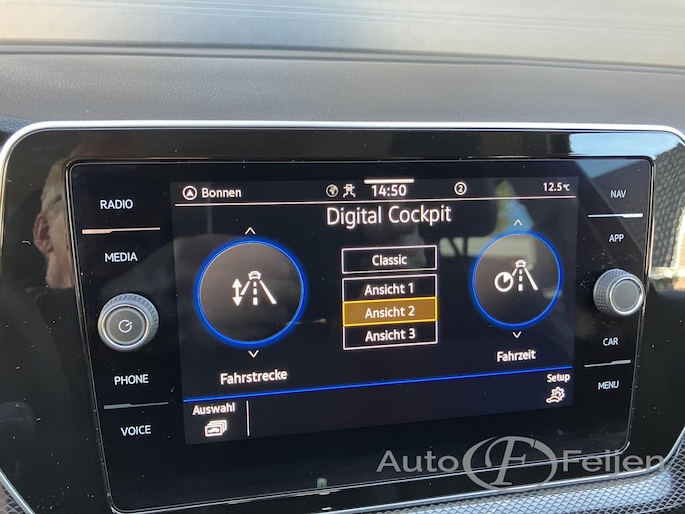 RADIO
MEDIA
PHONE
VOICE
Bonnen
14:50
2
12.5°C
Digital Cockpit
Classic
Ansicht 1
Ansicht 2
Ansicht 3
Fahrstrecke
Fahrzeit
Auswahl
Setup
NAV
APP
CAR
MENU
Auto F Feijen